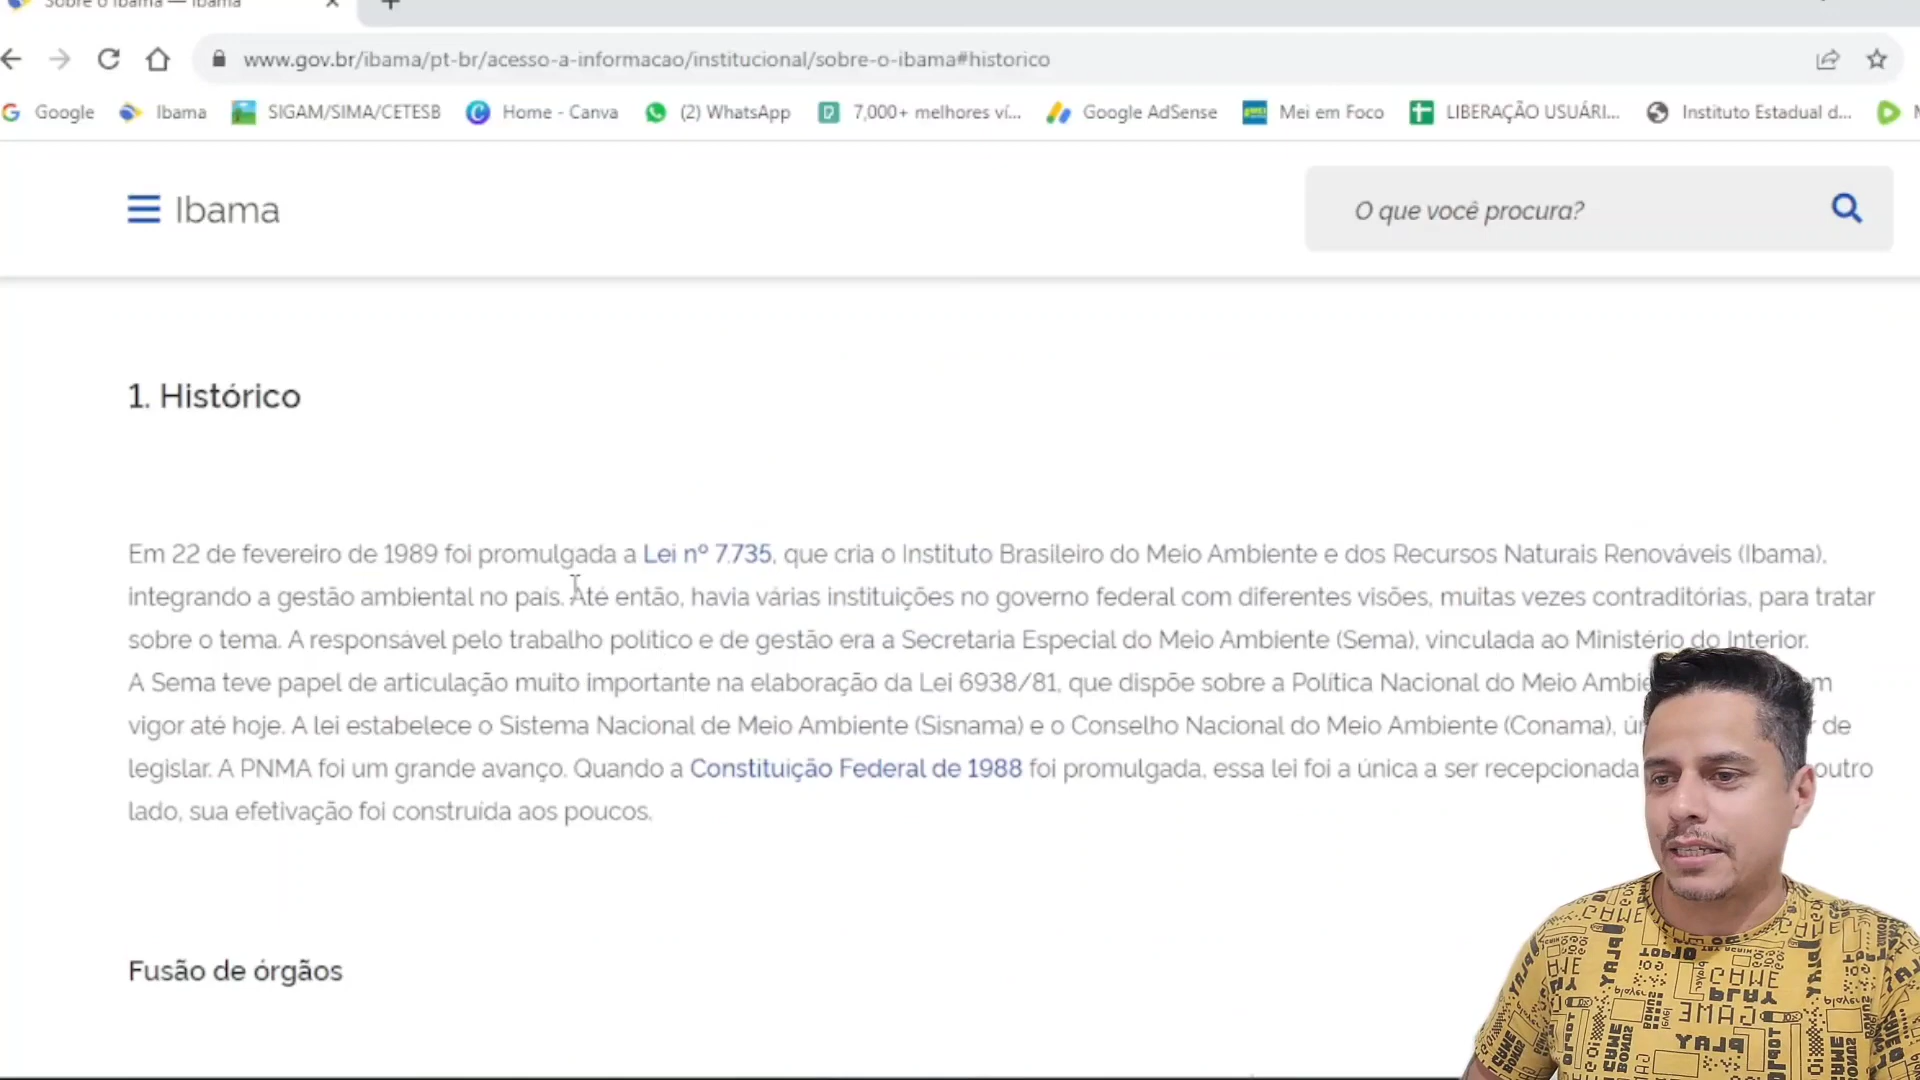 Sobre o Ibama — Ibama
www.gov.br/ibama/pt-br/acesso-a-informacao/institucional/sobre-o-ibama#historico
Google Ibama SIGAM/SIMA/CETESB Home - Canva (2) WhatsApp 7,000+ melhores ví... Google AdSense Mei em Foco LIBERAÇÃO USUÁRI... Instituto Estadual d...
Ibama
O que você procura?
1. Histórico
Em 22 de fevereiro de 1989 foi promulgada a Lei nº 7.735, que cria o Instituto Brasileiro do Meio Ambiente e dos Recursos Naturais Renováveis (Ibama),
integrando a gestão ambiental no país. Até então, havia várias instituições no governo federal com diferentes visões, muitas vezes contraditórias, para tratar
sobre o tema. A responsável pelo trabalho político e de gestão era a Secretaria Especial do Meio Ambiente (Sema), vinculada ao Ministério do Interior.
A Sema teve papel de articulação muito importante na elaboração da Lei 6938/81, que dispõe sobre a Política Nacional do Meio
vigor até hoje. A lei estabelece o Sistema Nacional de Meio Ambiente (Sisnama) e o Conselho Nacional do Meio Ambiente (Conama), de
legislar. A PNMA foi um grande avanço. Quando a Constituição Federal de 1988 foi promulgada, essa lei foi a única a ser recepcionada outro
lado, sua efetivação foi construída aos poucos.
Fusão de órgãos
PLAY
GAME
PLAY